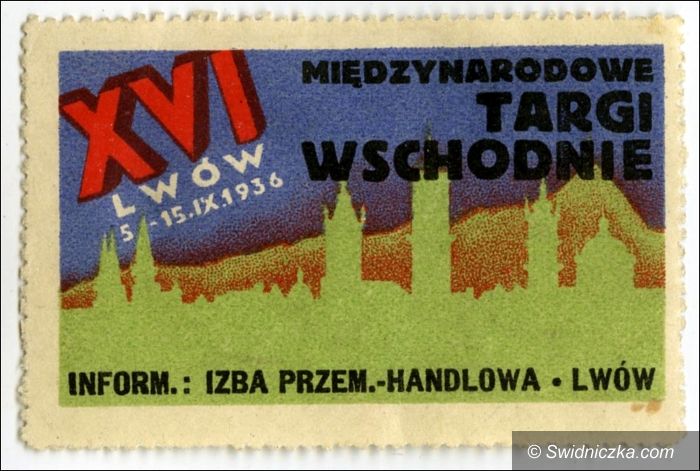 XVI
LWÓW
5-15.IX.1936
MIĘDZYNARODOWE
TARGI
WSCHODNIE
INFORM.: IZBA PRZEM.-HANDLOWA • LWÓW
© Swidniczka.com